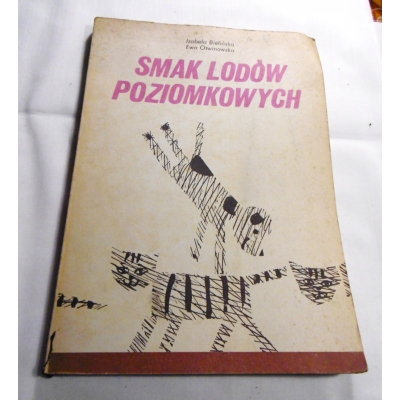 Izabela Bielińska
Ewa Otwinowska
SMAK LODÓW
POZIOMKOWYCH